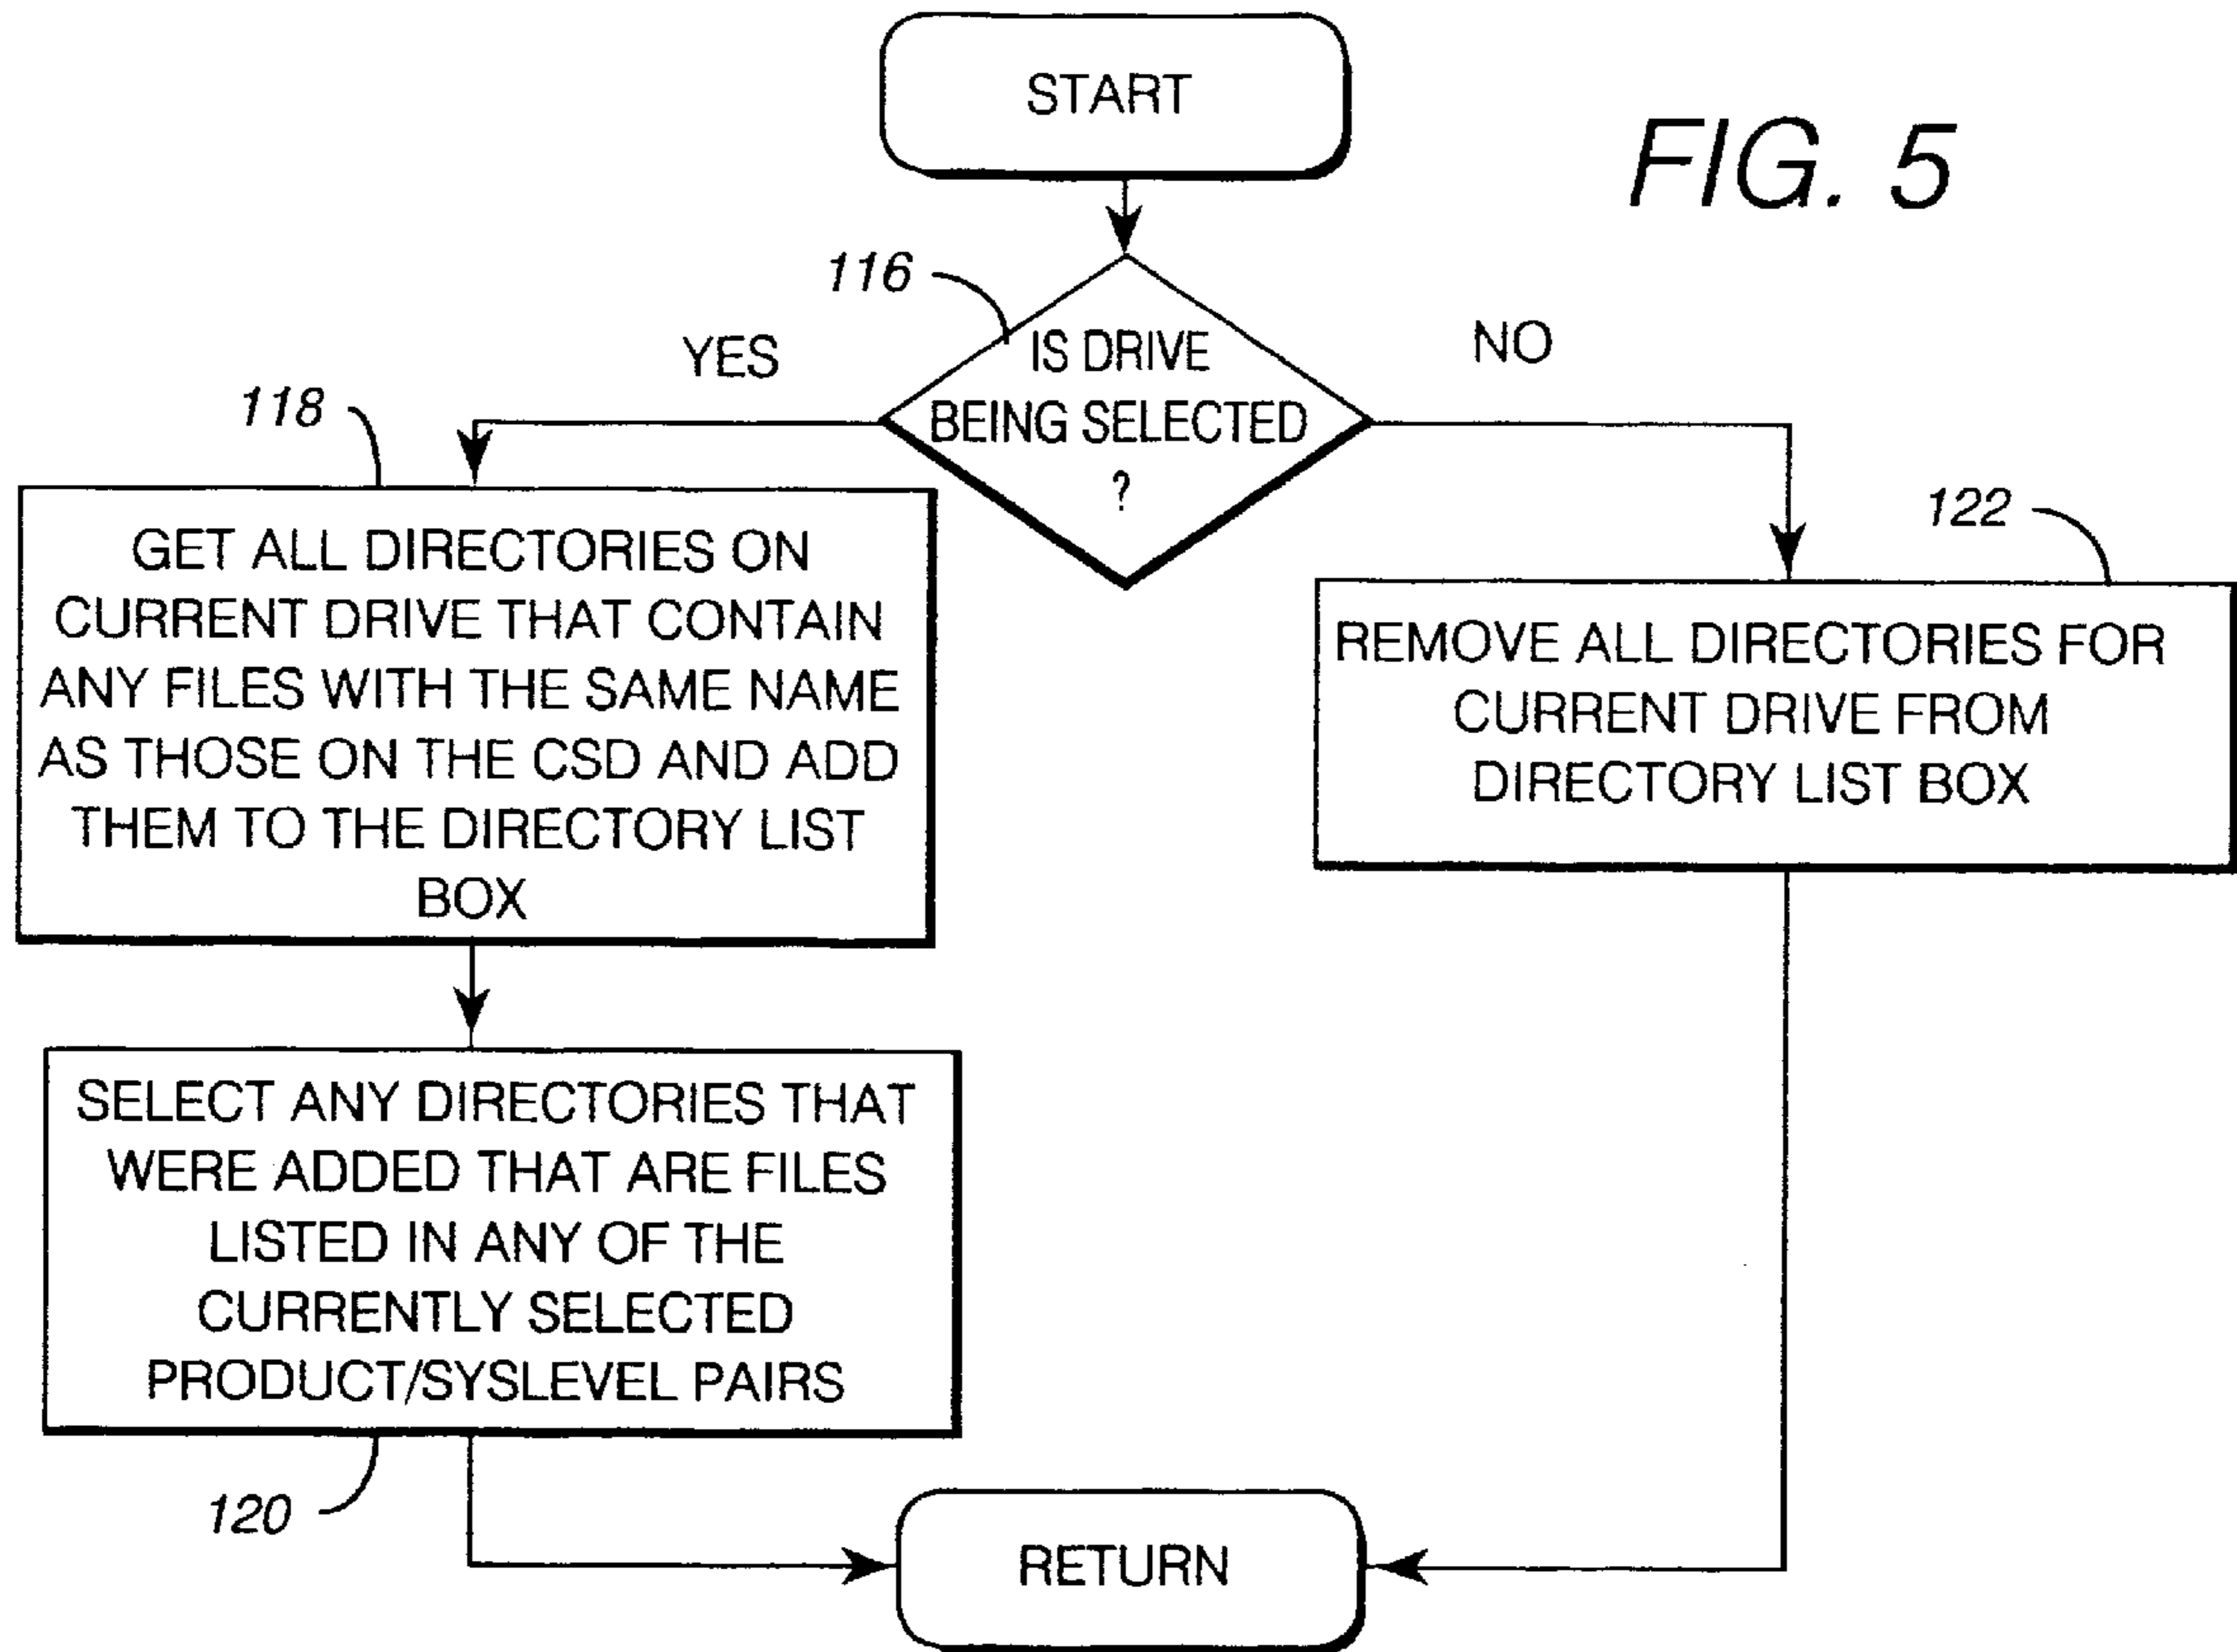 START
FIG. 5
116
IS DRIVE
BEING SELECTED
?
YES
NO
118
GET ALL DIRECTORIES ON
CURRENT DRIVE THAT CONTAIN
ANY FILES WITH THE SAME NAME
AS THOSE ON THE CSD AND ADD
THEM TO THE DIRECTORY LIST
BOX
122
REMOVE ALL DIRECTORIES FOR
CURRENT DRIVE FROM
DIRECTORY LIST BOX
SELECT ANY DIRECTORIES THAT
WERE ADDED THAT ARE FILES
LISTED IN ANY OF THE
CURRENTLY SELECTED
PRODUCT/SYSLEVEL PAIRS
120
RETURN